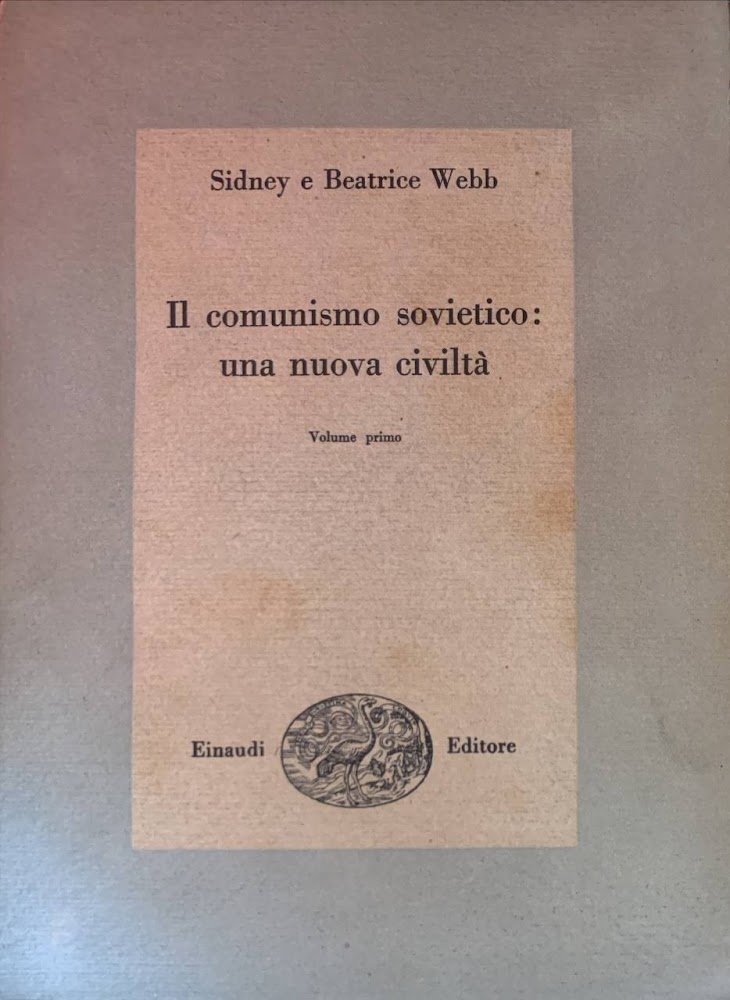 Sidney e Beatrice Webb
Il comunismo sovietico:
una nuova civiltà
Volume primo
Einaudi Editore